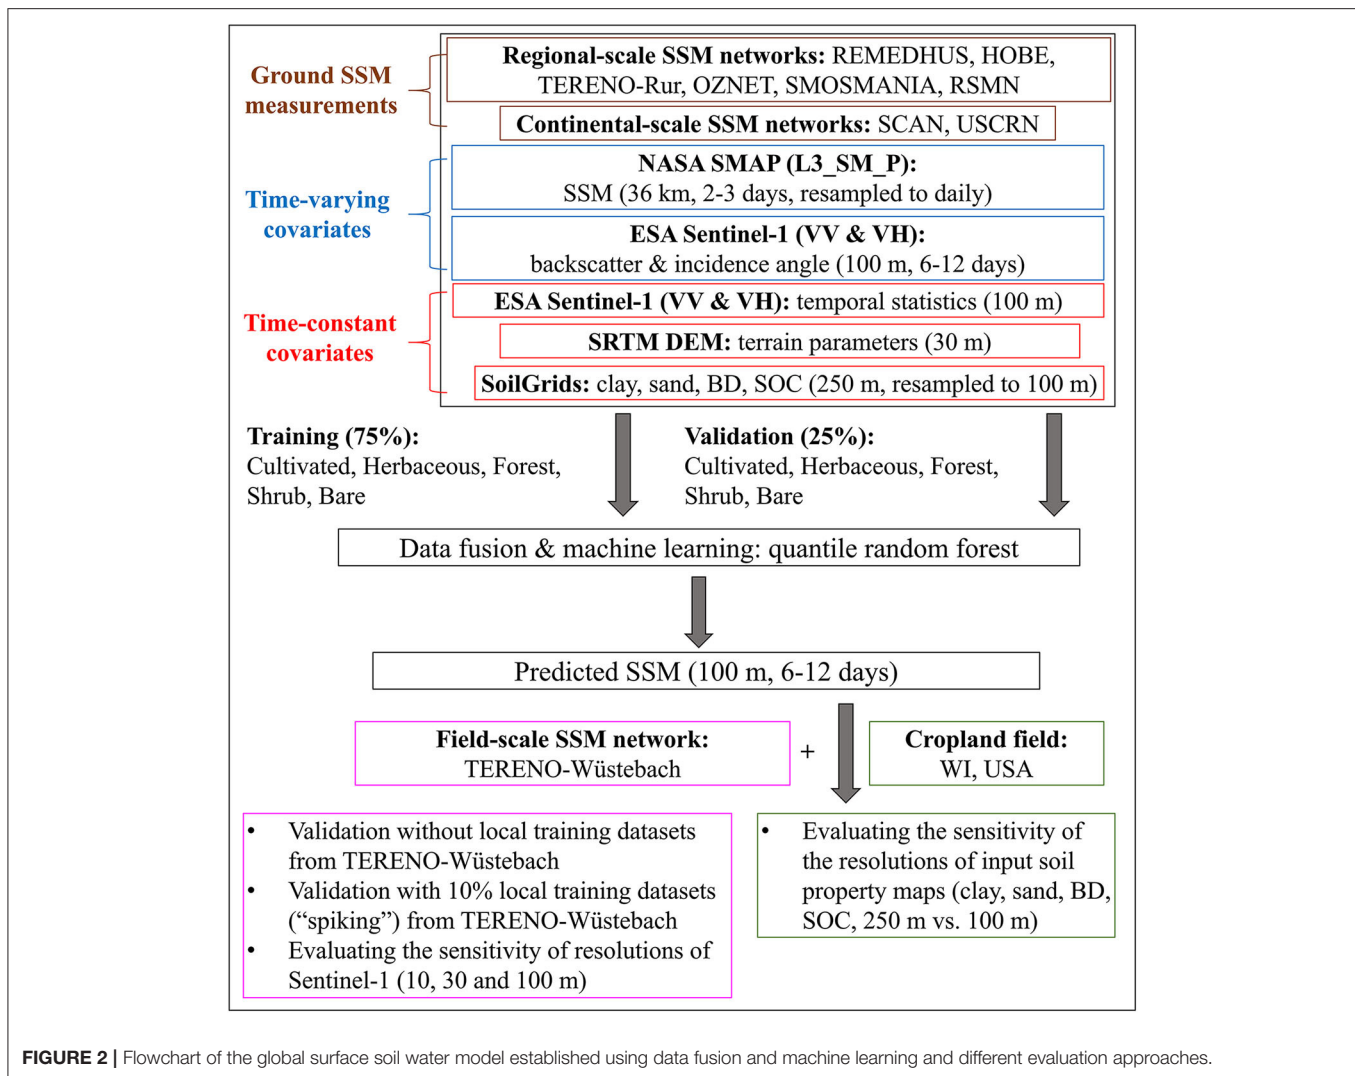 Ground SSM
measurements
Regional-scale SSM networks: REMEDHUS, HOBE,
TERENO-Rur, OZNET, SMOSMANIA, RSMN
Continental-scale SSM networks: SCAN, USCRN
Time-varying
covariates
NASA SMAP (L3_SM_P):
SSM (36 km, 2-3 days, resampled to daily)
ESA Sentinel-1 (VV & VH):
backscatter & incidence angle (100 m, 6-12 days)
Time-constant
covariates
ESA Sentinel-1 (VV & VH): temporal statistics (100 m)
SRTM DEM: terrain parameters (30 m)
SoilGrids: clay, sand, BD, SOC (250 m, resampled to 100 m)
Training (75%):
Cultivated, Herbaceous, Forest,
Shrub, Bare
Validation (25%):
Cultivated, Herbaceous, Forest,
Shrub, Bare
Data fusion & machine learning: quantile random forest
Predicted SSM (100 m, 6-12 days)
Field-scale SSM network:
TERENO-Wüstebach
+
Cropland field:
WI, USA
• Validation without local training datasets
from TERENO-Wüstebach
• Validation with 10% local training datasets
(“spiking”) from TERENO-Wüstebach
• Evaluating the sensitivity of resolutions of
Sentinel-1 (10, 30 and 100 m)
• Evaluating the sensitivity of
the resolutions of input soil
property maps (clay, sand, BD,
SOC, 250 m vs. 100 m)
FIGURE 2 | Flowchart of the global surface soil water model established using data fusion and machine learning and different evaluation approaches.